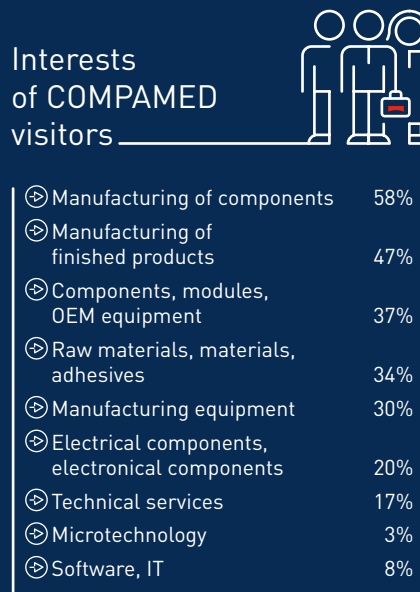 Interests
of COMPAMED
visitors
Manufacturing of components 58%
Manufacturing of
finished products 47%
Components, modules,
OEM equipment 37%
Raw materials, materials,
adhesives 34%
Manufacturing equipment 30%
Electrical components,
electronical components 20%
Technical services 17%
Microtechnology 3%
Software, IT 8%